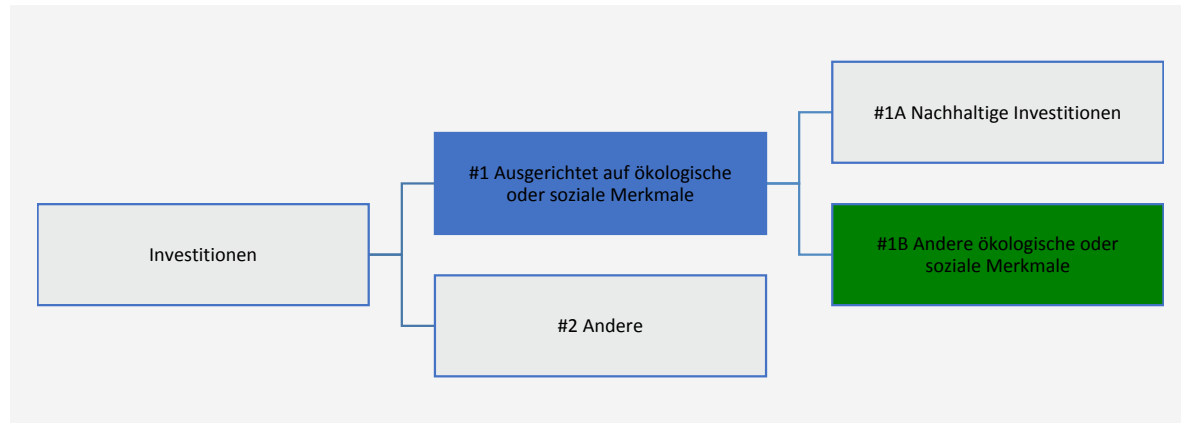 Investitionen
#1 Ausgerichtet auf ökologische
oder soziale Merkmale
#2 Andere
#1A Nachhaltige Investitionen
#1B Andere ökologische oder
soziale Merkmale